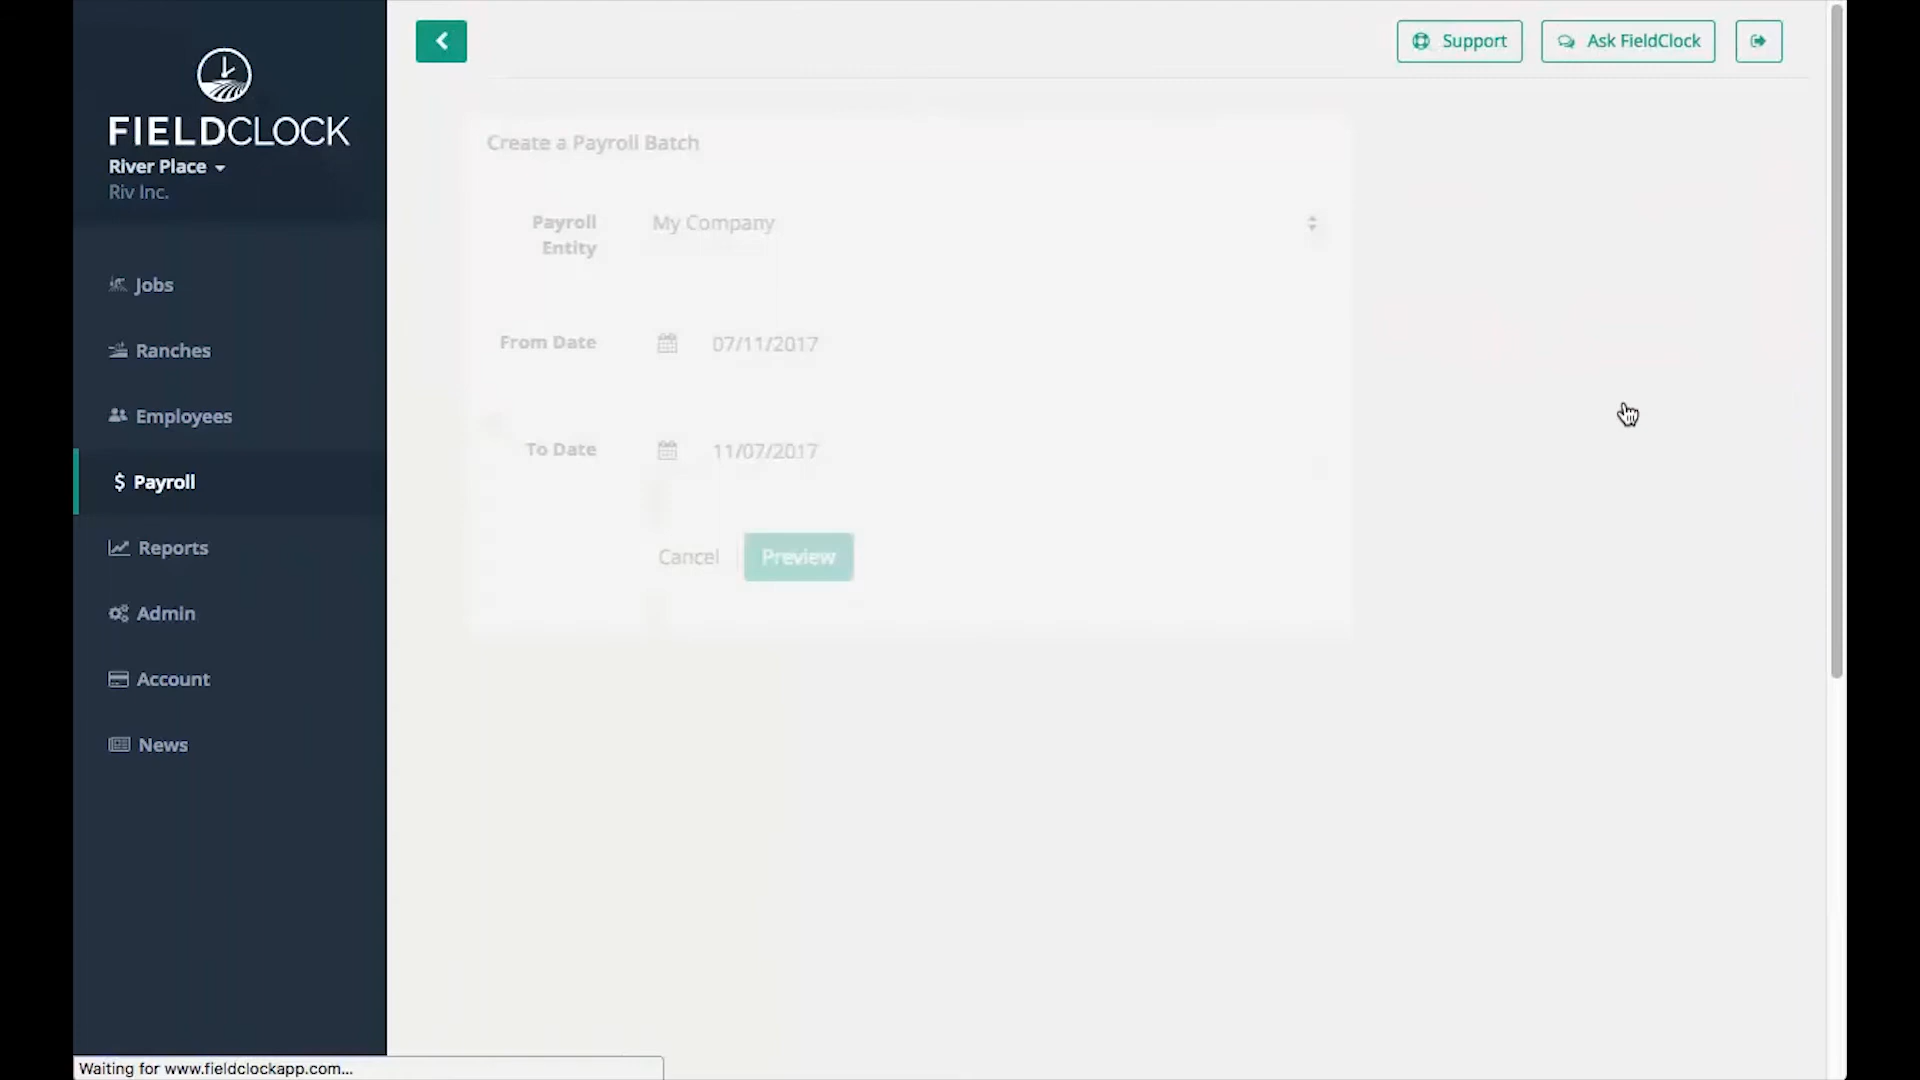 FIELDCLOCK
River Place
Riv Inc.
Jobs
Ranches
Employees
$ Payroll
Reports
Admin
Account
News
Support
Ask FieldClock
Create a Payroll Batch
Payroll
Entity
My Company
From Date
07/11/2017
To Date
11/07/2017
Cancel
Preview
Waiting for www.fieldclockapp.com...